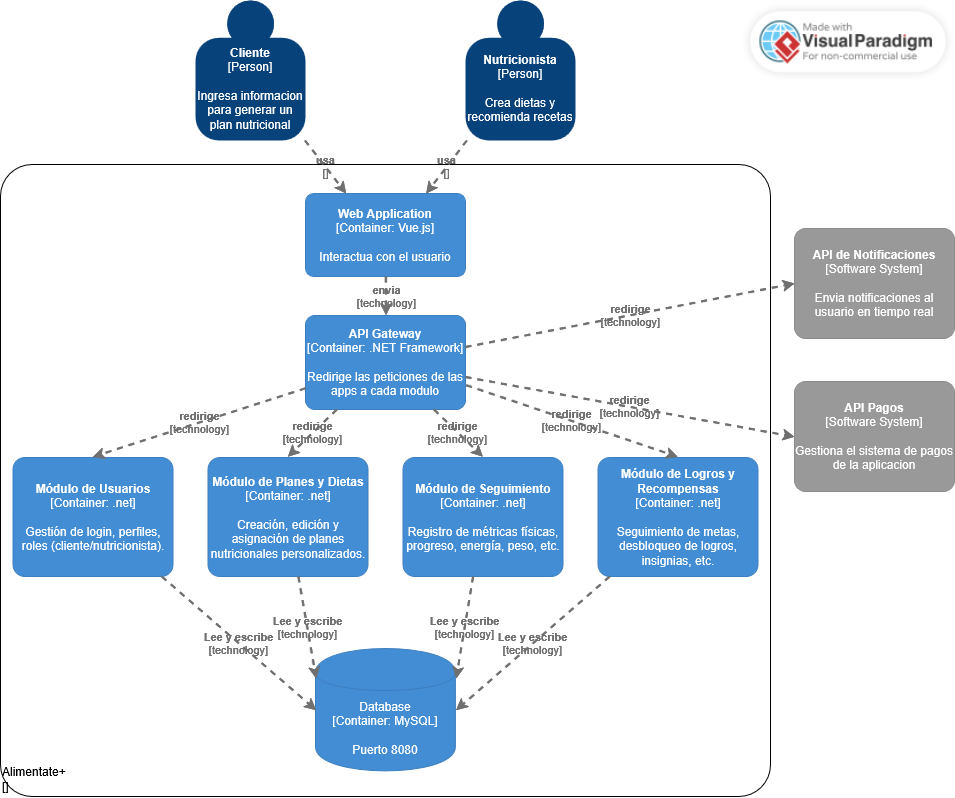 Made with
VisualParadigm
For non-commercial use
Cliente
[Person]
Ingresa informacion
para generar un
plan nutricional
Nutricionista
[Person]
Crea dietas y
recomienda recetas
usa
[]
usa
[]
Web Application
[Container: Vue.js]
Interactua con el usuario
envia
[technology]
API Gateway
[Container: .NET Framework]
Redirige las peticiones de las
apps a cada modulo
redirige
[technology]
API de Notificaciones
[Software System]
Envia notificaciones al
usuario en tiempo real
redirige
[technology]
API Pagos
[Software System]
Gestiona el sistema de pagos
de la aplicacion
redirige
[technology]
redirige
[technology]
redirige
[technology]
redirige
[technology]
Módulo de Usuarios
[Container: .net]
Gestión de login, perfiles,
roles (cliente/nutricionista).
Módulo de Planes y Dietas
[Container: .net]
Creación, edición y
asignación de planes
nutricionales personalizados.
Módulo de Seguimiento
[Container: .net]
Registro de métricas físicas,
progreso, energía, peso, etc.
Módulo de Logros y
Recompensas
[Container: .net]
Seguimiento de metas,
desbloqueo de logros,
insignias, etc.
Lee y escribe
[technology]
Lee y escribe
[technology]
Lee y escribe
[technology]
Lee y escribe
[technology]
Database
[Container: MySQL]
Puerto 8080
Alimentate+
[]